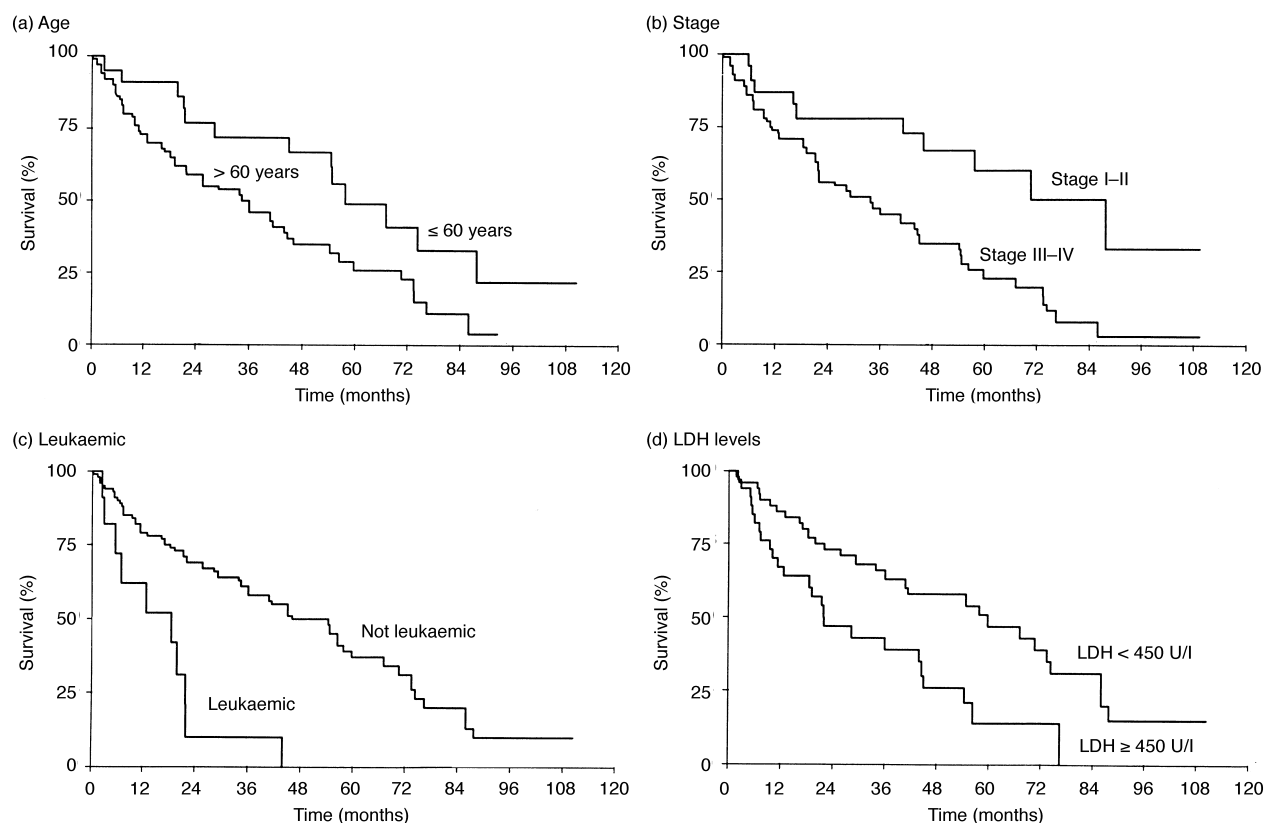 (a) Age
100
75
50
25
0
Survival (%)
> 60 years
≤ 60 years
0 12 24 36 48 60 72 84 96 108 120
Time (months)
(b) Stage
100
75
50
25
0
Survival (%)
Stage I–II
Stage III–IV
0 12 24 36 48 60 72 84 96 108 120
Time (months)
(c) Leukaemic
100
75
50
25
0
Survival (%)
Not leukaemic
Leukaemic
0 12 24 36 48 60 72 84 96 108 120
Time (months)
(d) LDH levels
100
75
50
25
0
Survival (%)
LDH < 450 U/l
LDH ≥ 450 U/l
0 12 24 36 48 60 72 84 96 108 120
Time (months)